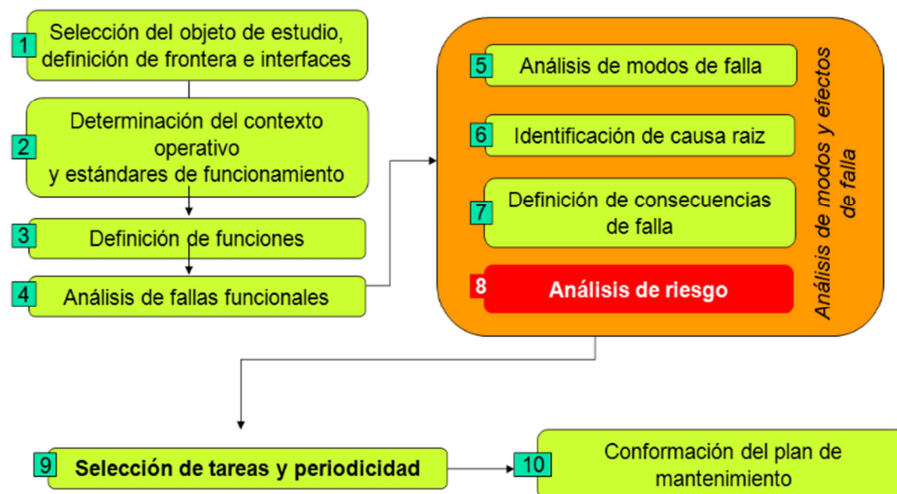 1 Selección del objeto de estudio,
definición de frontera e interfaces
2 Determinación del contexto
operativo
y estándares de funcionamiento
3 Definición de funciones
4 Análisis de fallas funcionales
5 Análisis de modos de falla
6 Identificación de causa raiz
7 Definición de consecuencias
de falla
8 Análisis de riesgo
Análisis de modos y efectos
de falla
9 Selección de tareas y periodicidad
10 Conformación del plan de
mantenimiento